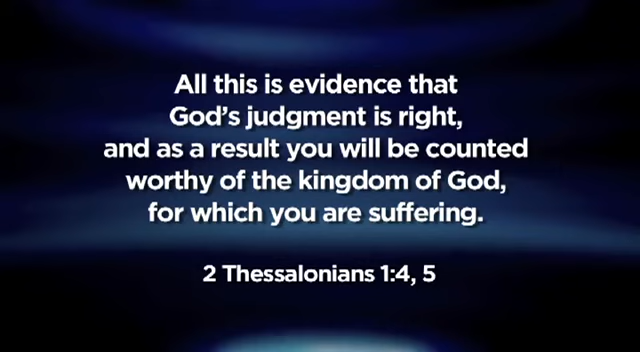 All this is evidence that
God's judgment is right,
and as a result you will be counted
worthy of the kingdom of God,
for which you are suffering.
2 Thessalonians 1:4, 5